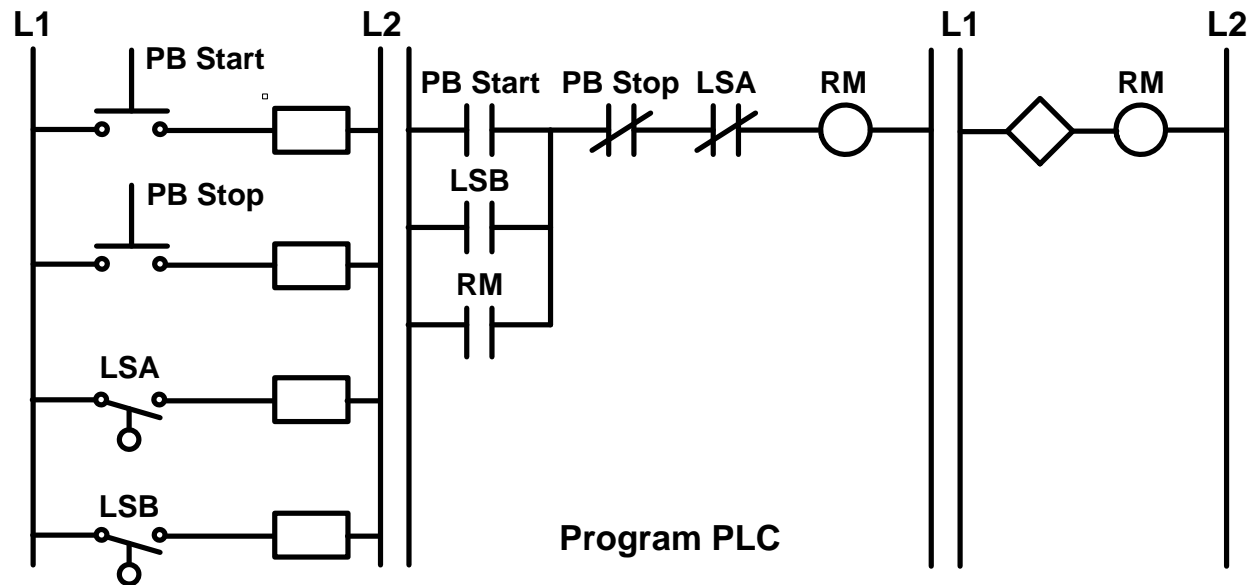 L1
L2
L1
L2
PB Start
PB Start
PB Stop
LSA
RM
RM
LSB
PB Stop
RM
LSA
LSB
Program PLC